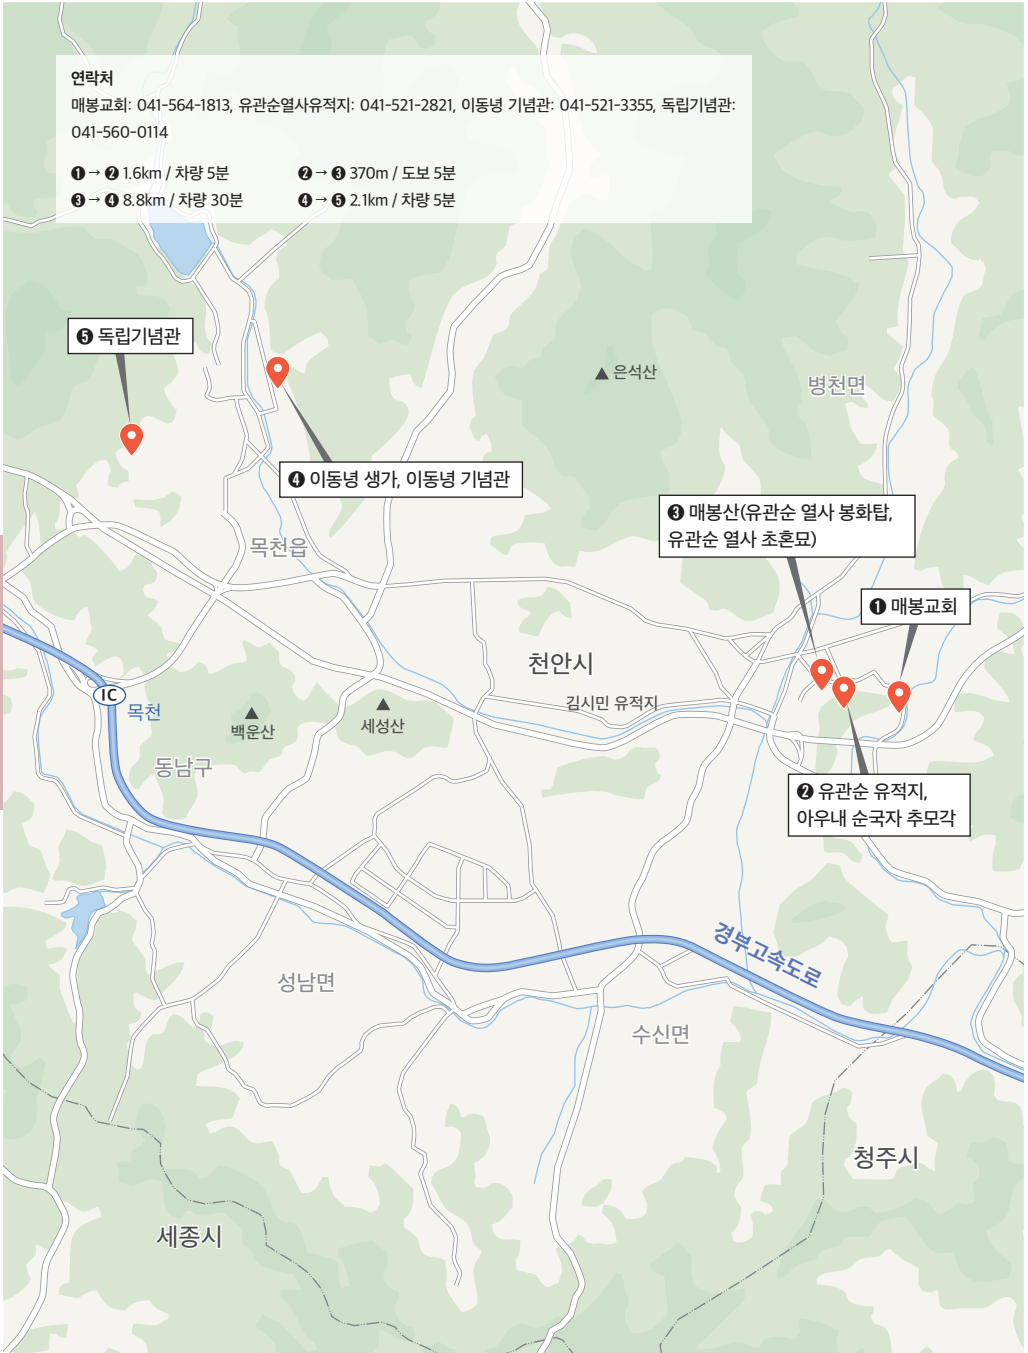 연락처
매봉교회: 041-564-1813, 유관순열사유적지: 041-521-2821, 이동녕 기념관: 041-521-3355, 독립기념관:
041-560-0114
❶ → ❷ 1.6km / 차량 5분
❷ → ❸ 370m / 도보 5분
❸ → ❹ 8.8km / 차량 30분
❹ → ❺ 2.1km / 차량 5분
❺ 독립기념관
은석산
병천면
❹ 이동녕 생가, 이동녕 기념관
❸ 매봉산(유관순 열사 봉화탑,
유관순 열사 초혼묘)
목천읍
❶ 매봉교회
천안시
IC
목천
김시민 유적지
백운산
세성산
동남구
❷ 유관순 유적지,
아우내 순국자 추모각
경부고속도로
성남면
수신면
청주시
세종시